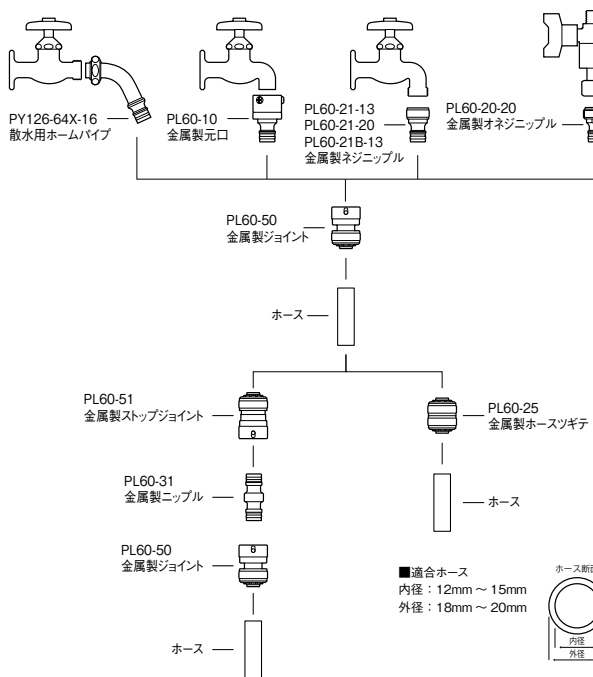 PY126-64X-16
散水用ホームパイプ
PL60-10
金属製元口
PL60-21-13
PL60-21-20
PL60-21B-13
金属製ネジニップル
PL60-20-20
金属製オネジニップル
PL60-50
金属製ジョイント
ホース
PL60-51
金属製ストップジョイント
PL60-25
金属製ホースツギテ
PL60-31
金属製ニップル
ホース
PL60-50
金属製ジョイント
■適合ホース
内径：12mm ～ 15mm
外径：18mm ～ 20mm
ホース断面
内径
外径
ホース